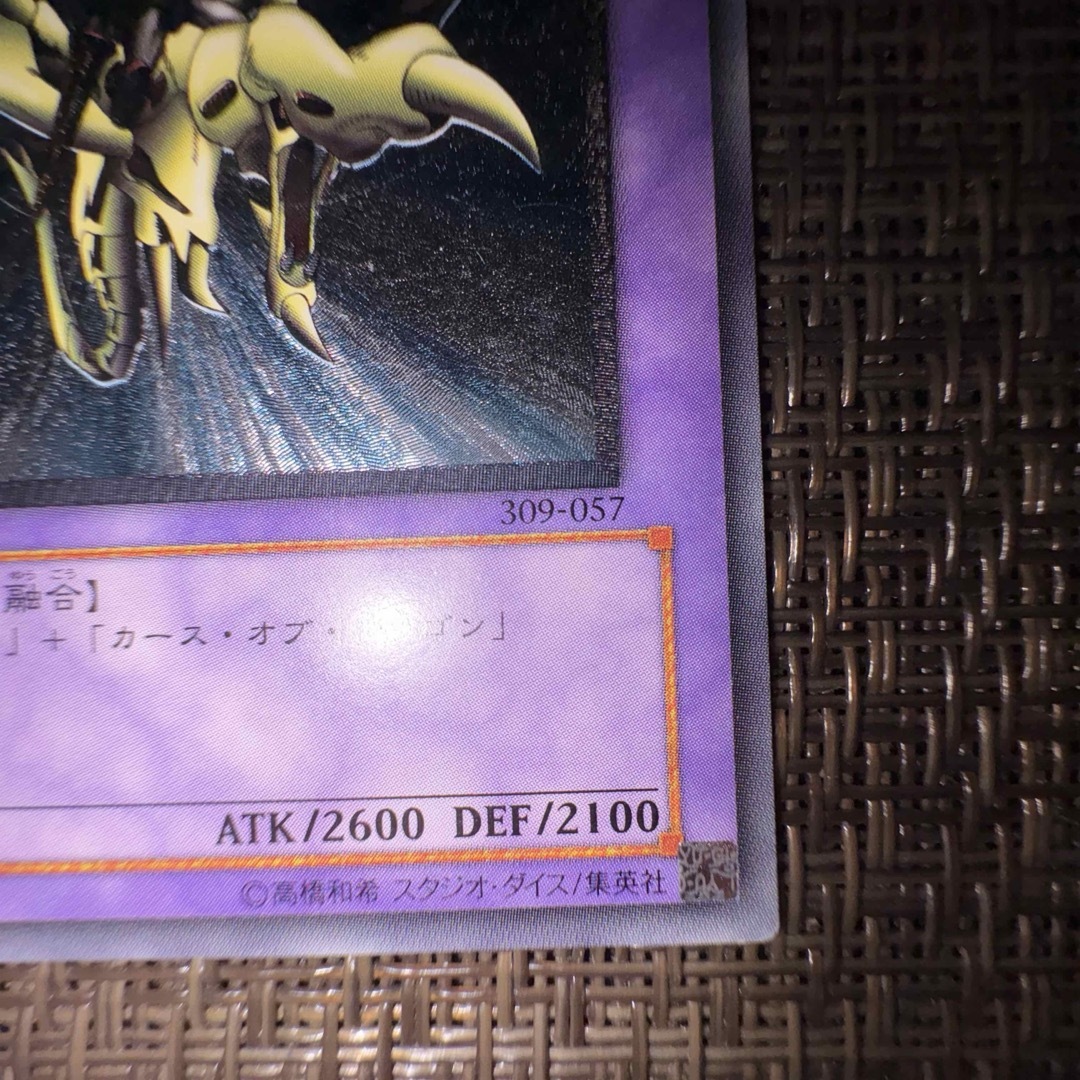 309-057
融合】
」+「カース・オブ・ ゴン」
ATK/2600 DEF/2100
©高橋和希 スタジオ・ダイス/集英社